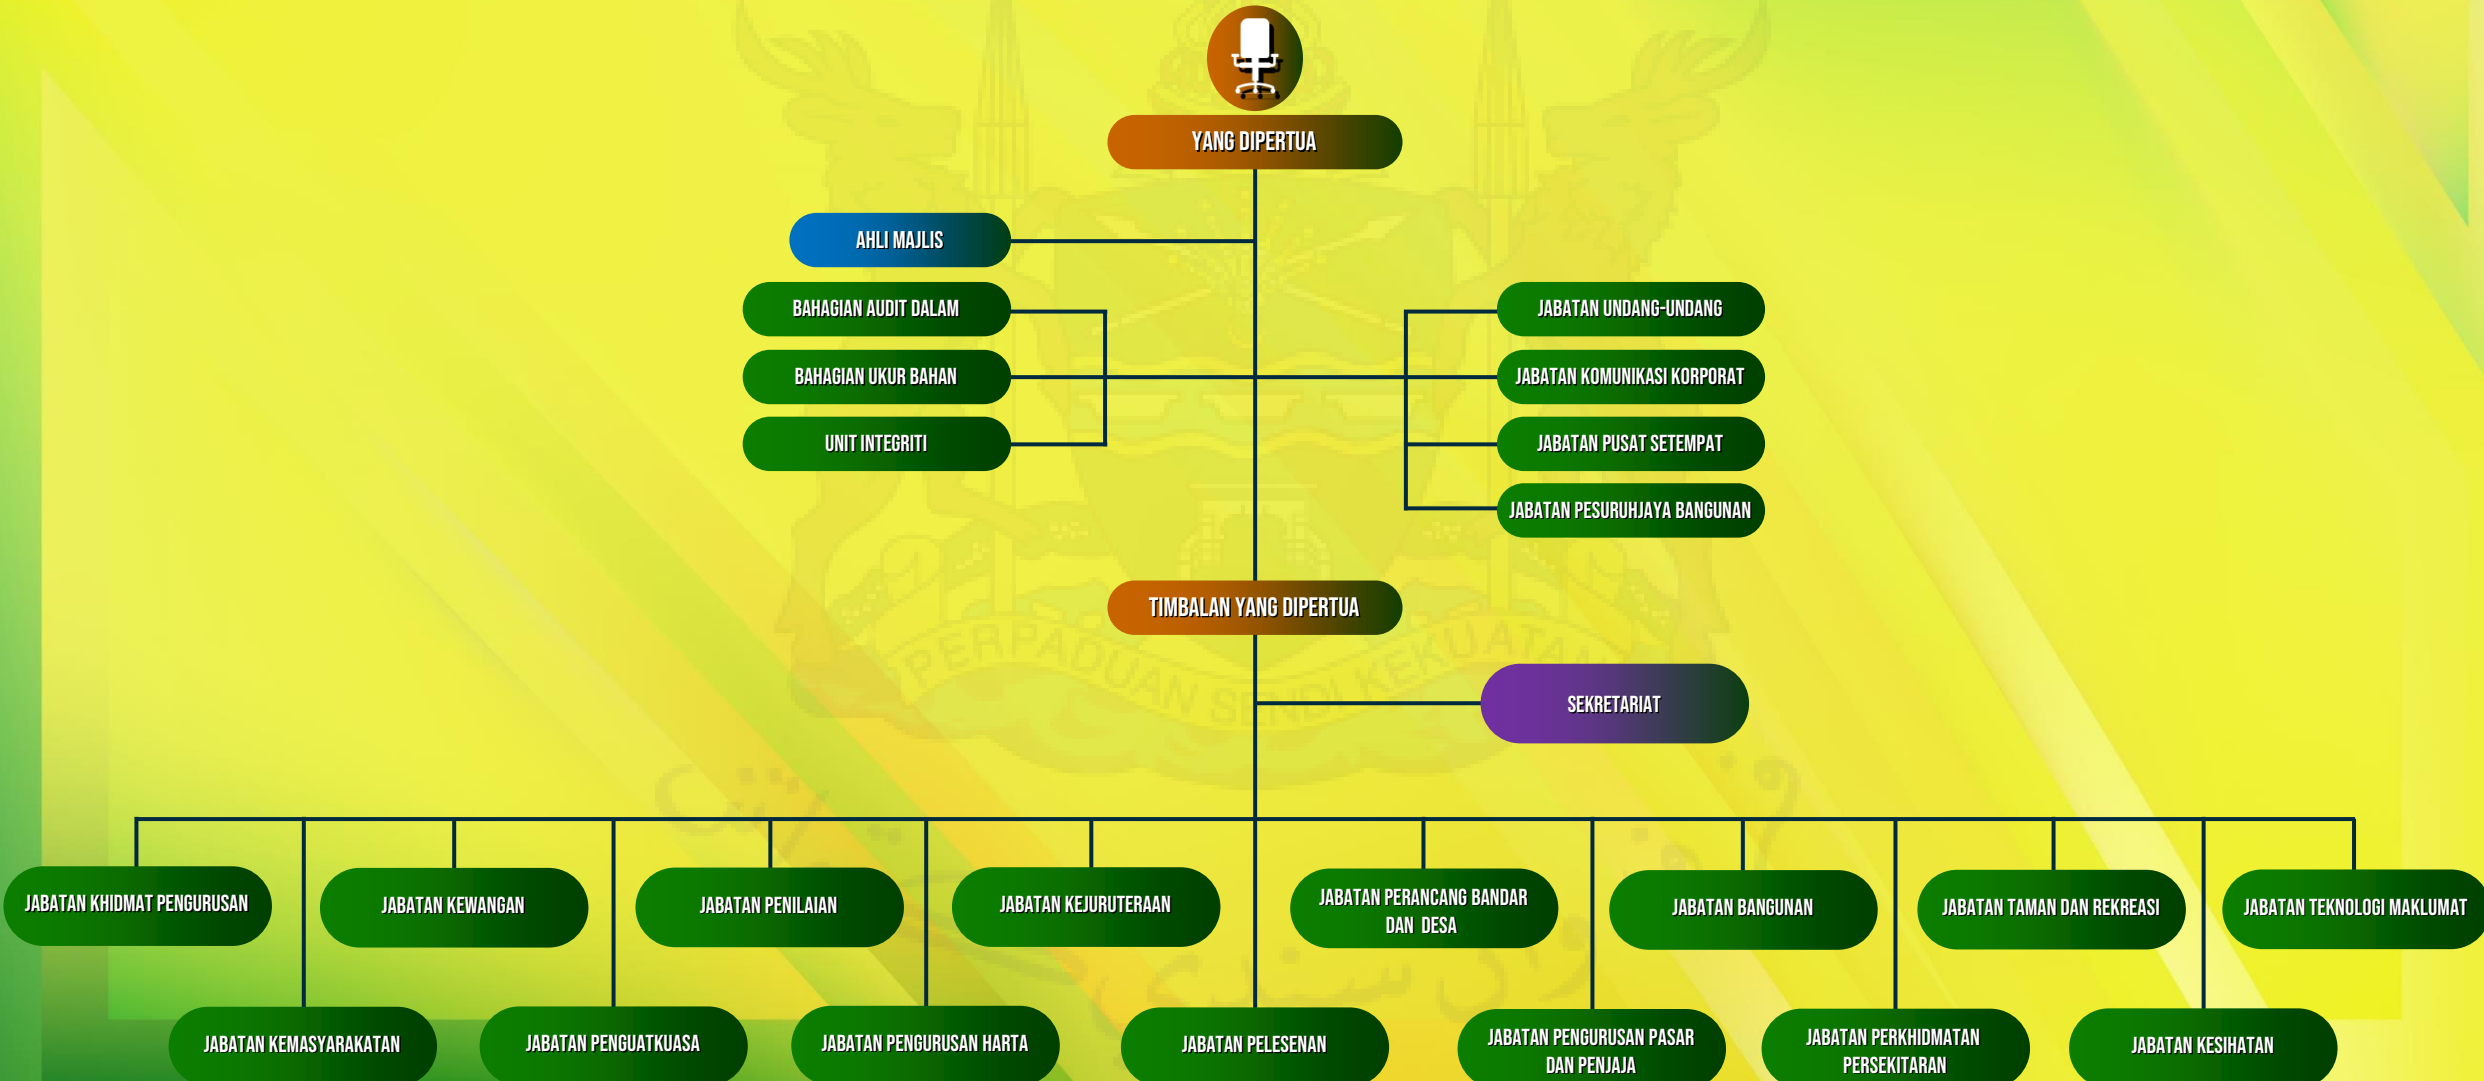 YANG DIPERTUA
AHLI MAJLIS
BAHAGIAN AUDIT DALAM
JABATAN UNDANG-UNDANG
BAHAGIAN UKUR BAHAN
JABATAN KOMUNIKASI KORPORAT
UNIT INTEGRITI
JABATAN PUSAT SETEMPAT
JABATAN PESURUHJAYA BANGUNAN
TIMBALAN YANG DIPERTUA
PERPADUAN SENDI KEKUATAN
SEKRETARIAT
JABATAN KHIDMAT PENGURUSAN
JABATAN KEWANGAN
JABATAN PENILAIAN
JABATAN KEJURUTERAAN
JABATAN PERANCANG BANDAR
DAN DESA
JABATAN BANGUNAN
JABATAN TAMAN DAN REKREASI
JABATAN TEKNOLOGI MAKLUMAT
JABATAN KEMASYARAKATAN
JABATAN PENGUATKUASA
JABATAN PENGURUSAN HARTA
JABATAN PELESENAN
JABATAN PENGURUSAN PASAR
DAN PENJAJA
JABATAN PERKHIDMATAN
PERSEKITARAN
JABATAN KESIHATAN